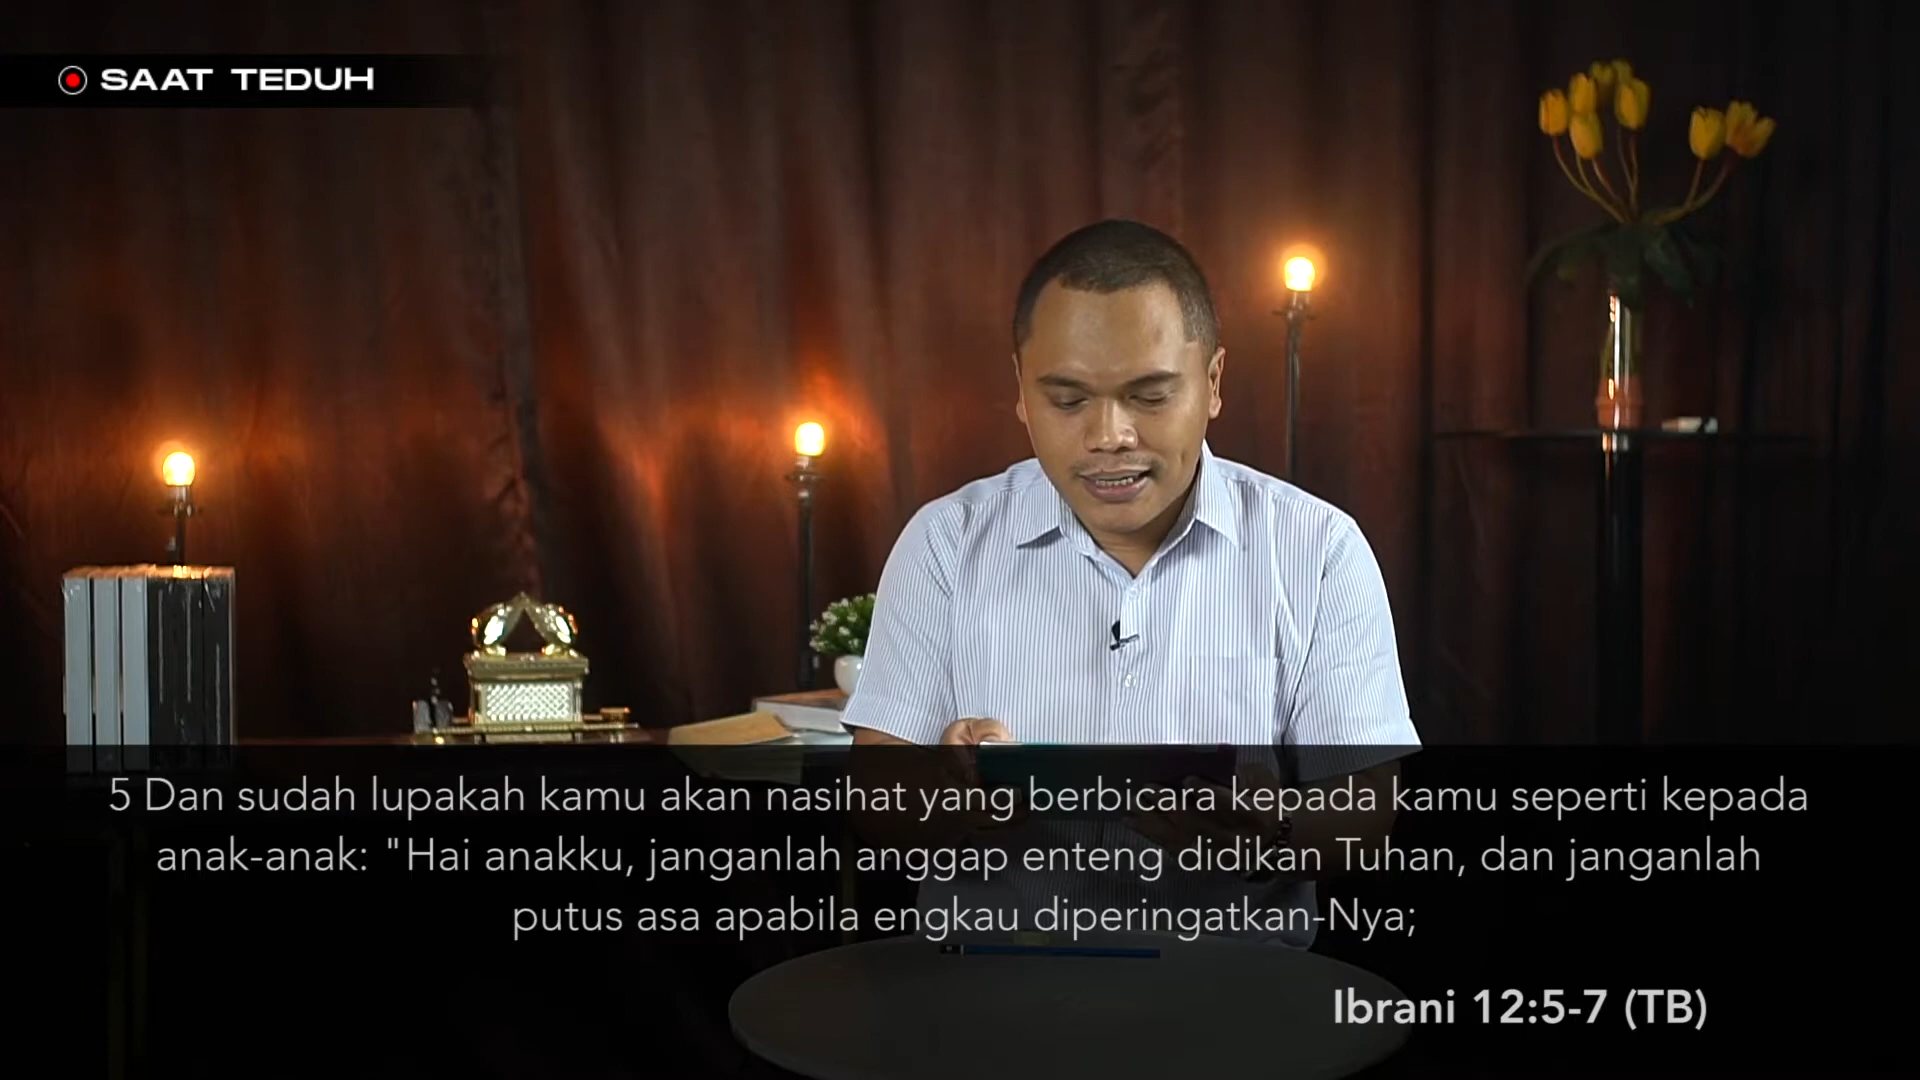 SAAT TEDUH
5 Dan sudah lupakah kamu akan nasihat yang berbicara kepada kamu seperti kepada
anak-anak: "Hai anakku, janganlah anggap enteng didikan Tuhan, dan janganlah
putus asa apabila engkau diperingatkan-Nya;
Ibrani 12:5-7 (TB)